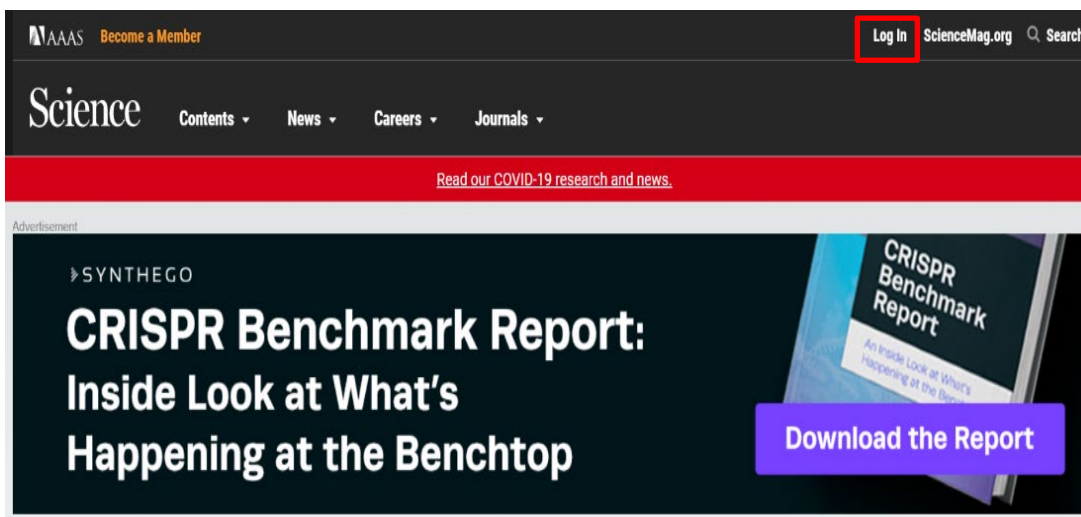 AAAS Become a Member Log In ScienceMag.org Search
Science Contents News Careers Journals
Read our COVID-19 research and news.
Advertisement
SYNTHEGO
CRISPR Benchmark Report:
Inside Look at What's
Happening at the Benchtop
CRISPR
Benchmark
Report
An Inside Look at What's
Happening at the Benchtop
Download the Report